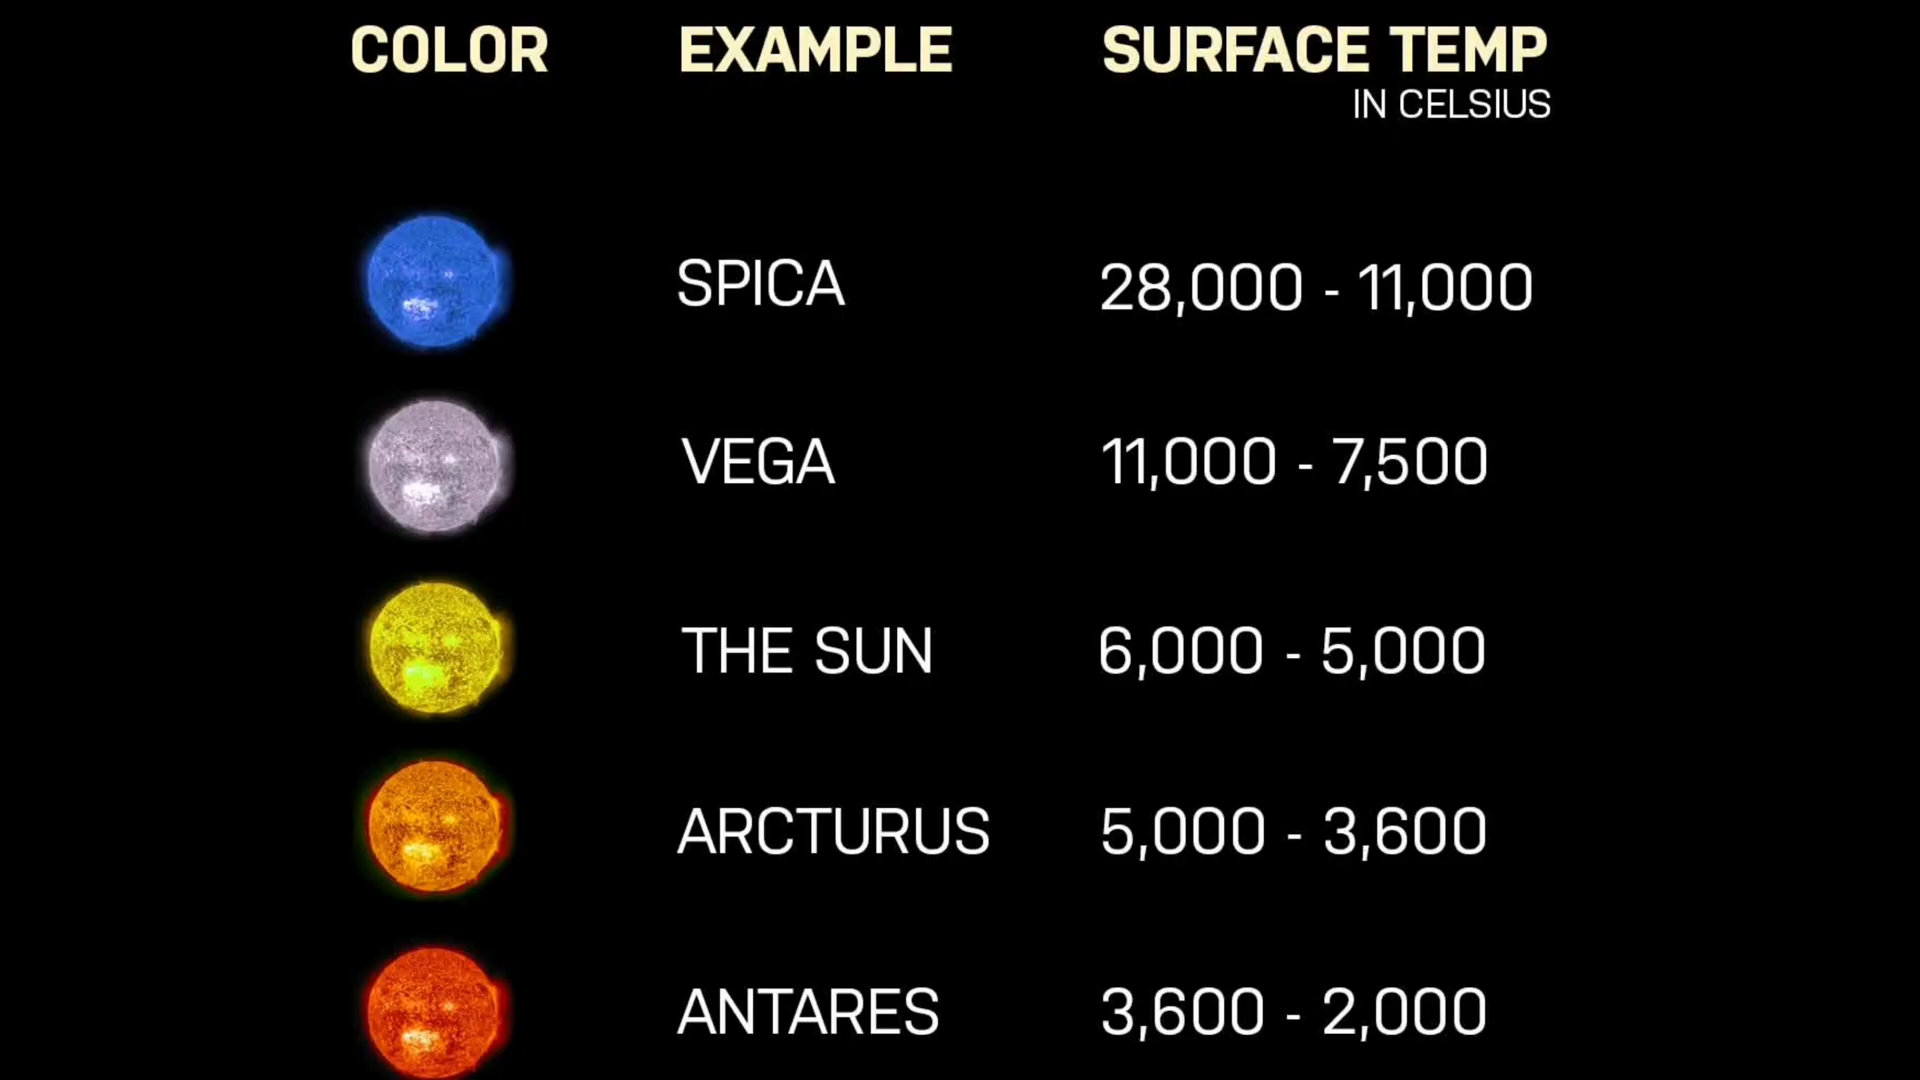 COLOR EXAMPLE SURFACE TEMP
IN CELSIUS
SPICA 28,000 - 11,000
VEGA 11,000 - 7,500
THE SUN 6,000 - 5,000
ARCTURUS 5,000 - 3,600
ANTARES 3,600 - 2,000